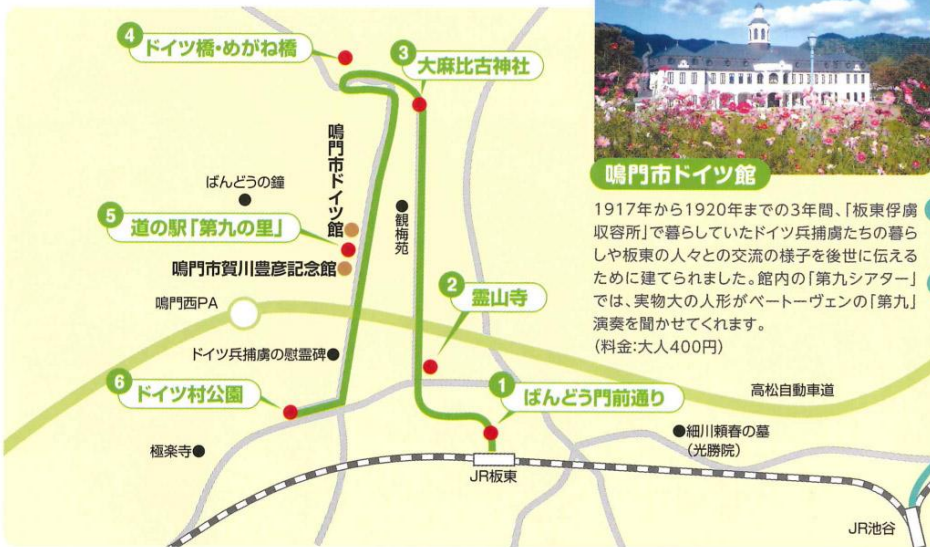 4 ドイツ橋・めがね橋
3 大麻比古神社
鳴門市ドイツ館
ばんどうの鐘
観梅苑
5 道の駅「第九の里」
鳴門市賀川豊彦記念館
2 霊山寺
鳴門西PA
ドイツ兵捕虜の慰霊碑
6 ドイツ村公園
1 ばんどう門前通り
高松自動車道
極楽寺
細川頼春の墓
(光勝院)
JR板東
JR池谷
鳴門市ドイツ館
1917年から1920年までの3年間、「板東俘虜
収容所」で暮らしていたドイツ兵捕虜たちの暮ら
しや板東の人々との交流の様子を後世に伝える
ために建てられました。館内の「第九シアター」
では、実物大の人形がベートーヴェンの「第九」
演奏を聞かせてくれます。
(料金:大人400円)